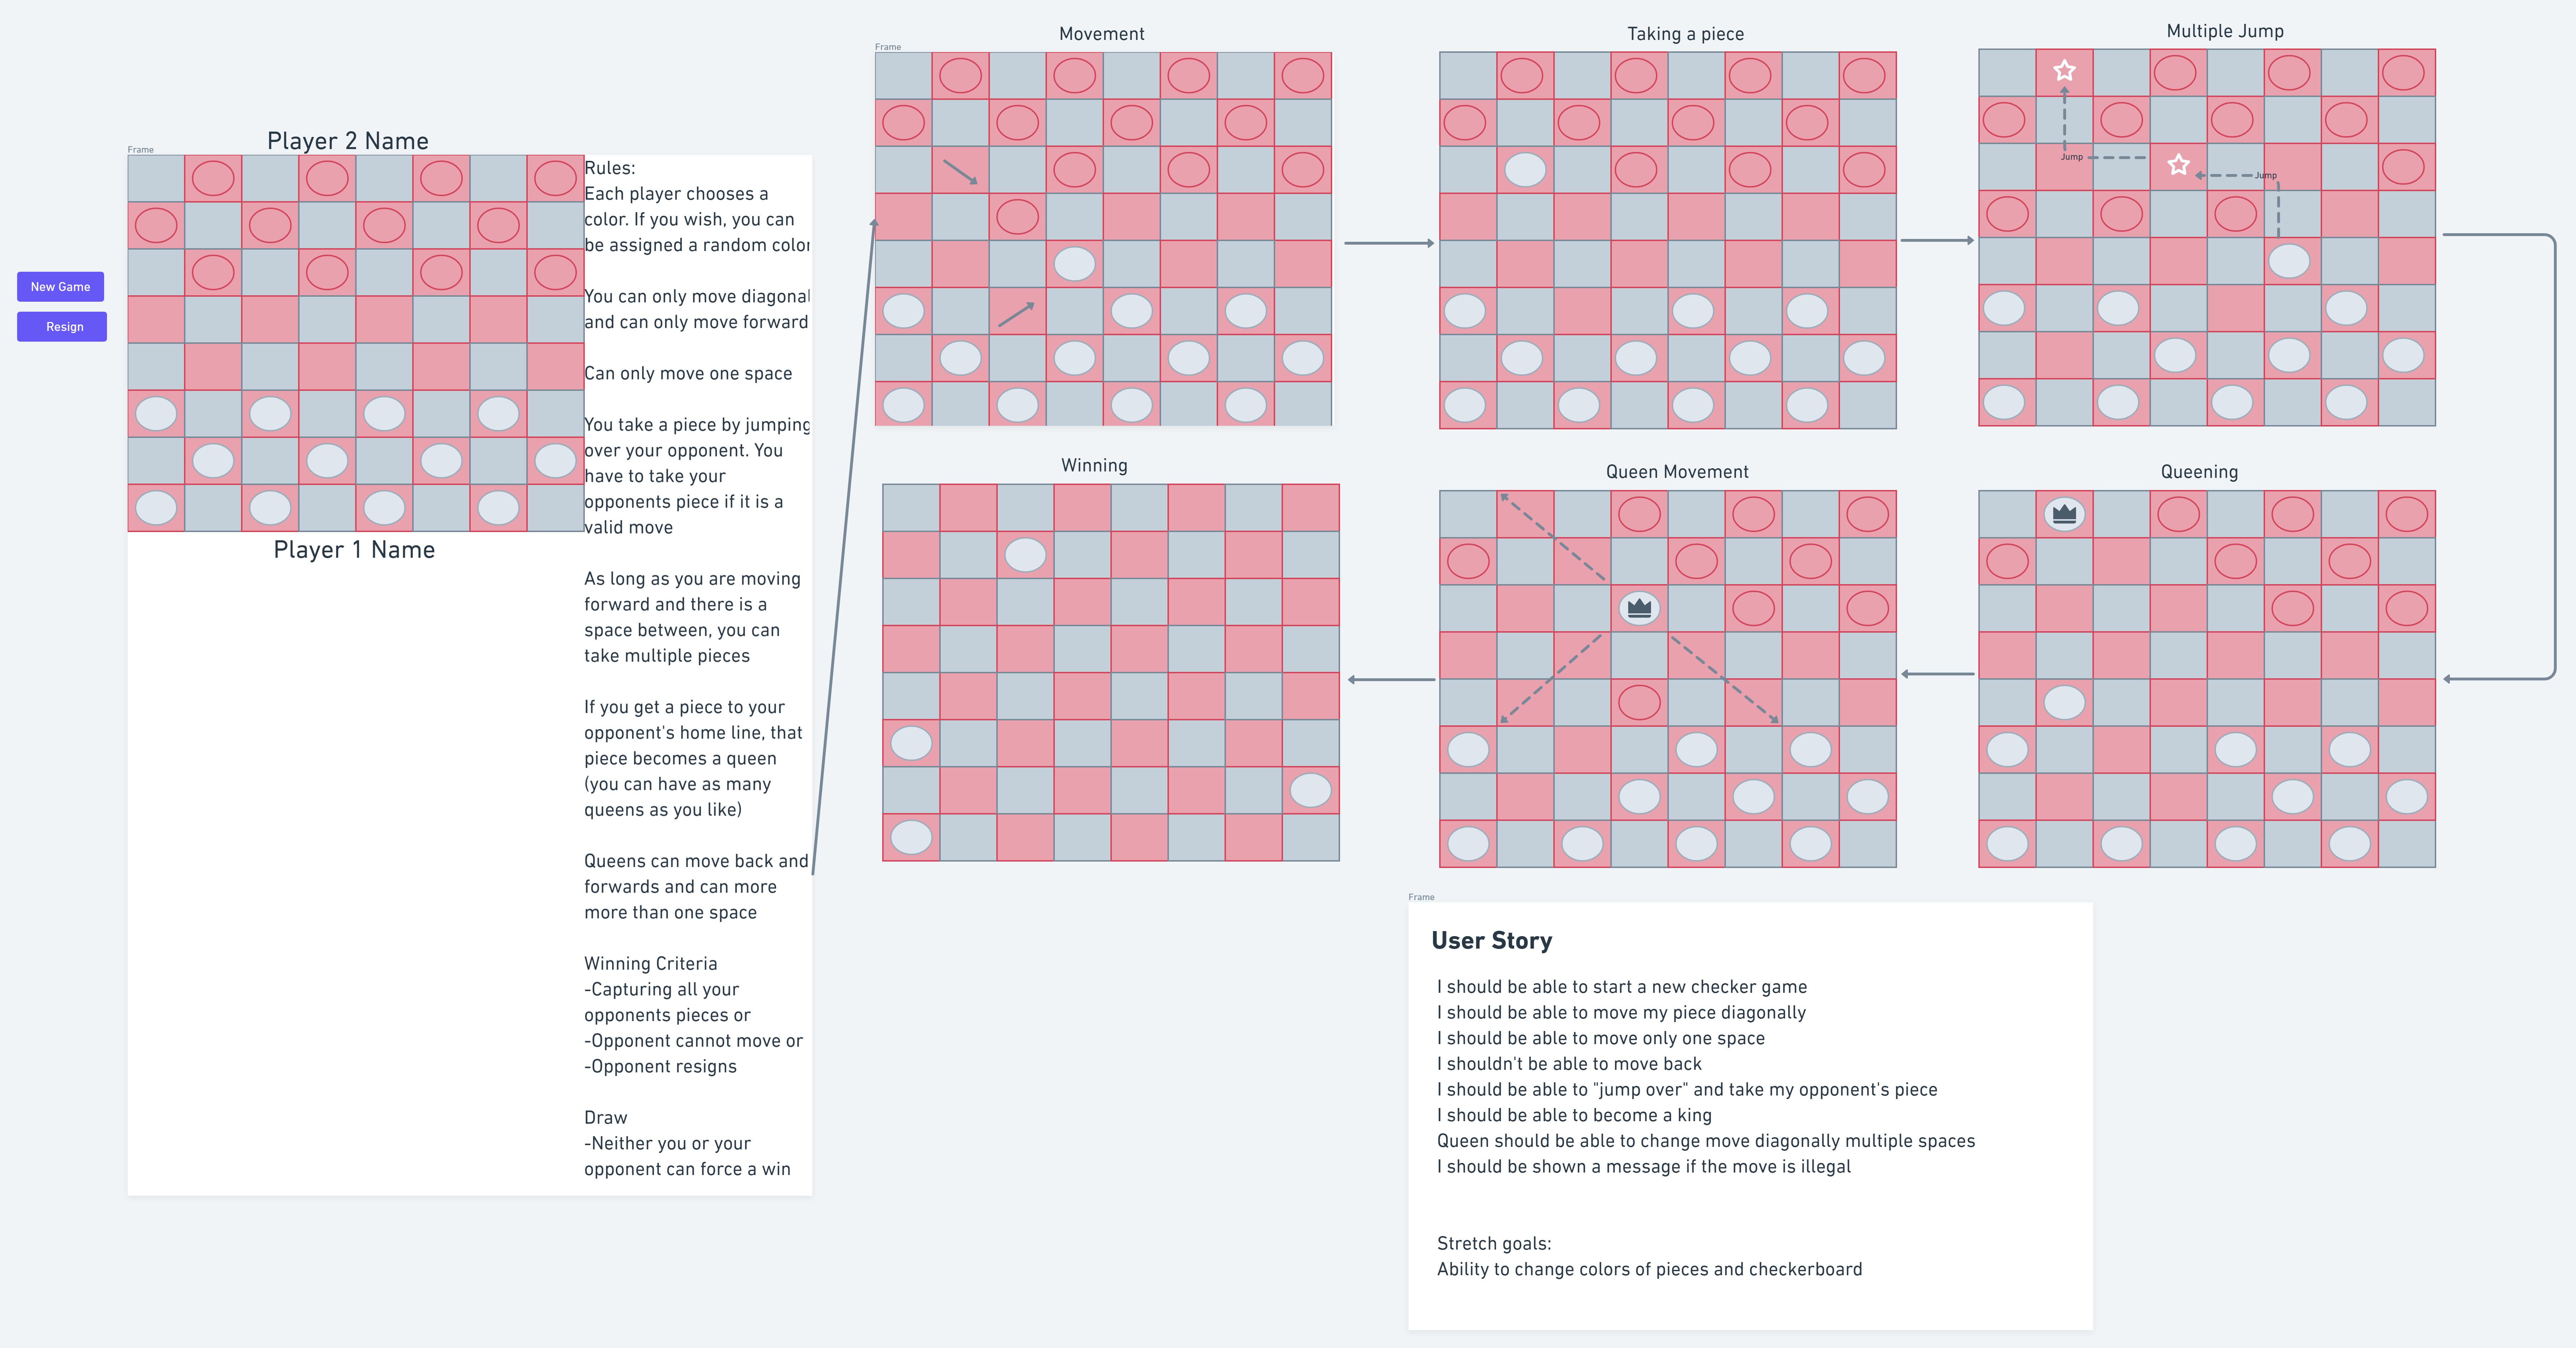 Player 2 Name
Frame
New Game
Resign
Player 1 Name
Rules:
Each player chooses a
color. If you wish, you can
be assigned a random color
You can only move diagonal
and can only move forward
Can only move one space
You take a piece by jumping
over your opponent. You
have to take your
opponents piece if it is a
valid move
As long as you are moving
forward and there is a
space between, you can
take multiple pieces
If you get a piece to your
opponent's home line, that
piece becomes a queen
(you can have as many
queens as you like)
Queens can move back and
forwards and can more
more than one space
Winning Criteria
-Capturing all your
opponents pieces or
-Opponent cannot move or
-Opponent resigns
Draw
-Neither you or your
opponent can force a win
Movement
Frame
Taking a piece
Multiple Jump
Jump
Jump
Winning
Queen Movement
Queening
Frame
User Story
I should be able to start a new checker game
I should be able to move my piece diagonally
I should be able to move only one space
I shouldn't be able to move back
I should be able to "jump over" and take my opponent's piece
I should be able to become a king
Queen should be able to change move diagonally multiple spaces
I should be shown a message if the move is illegal
Stretch goals:
Ability to change colors of pieces and checkerboard